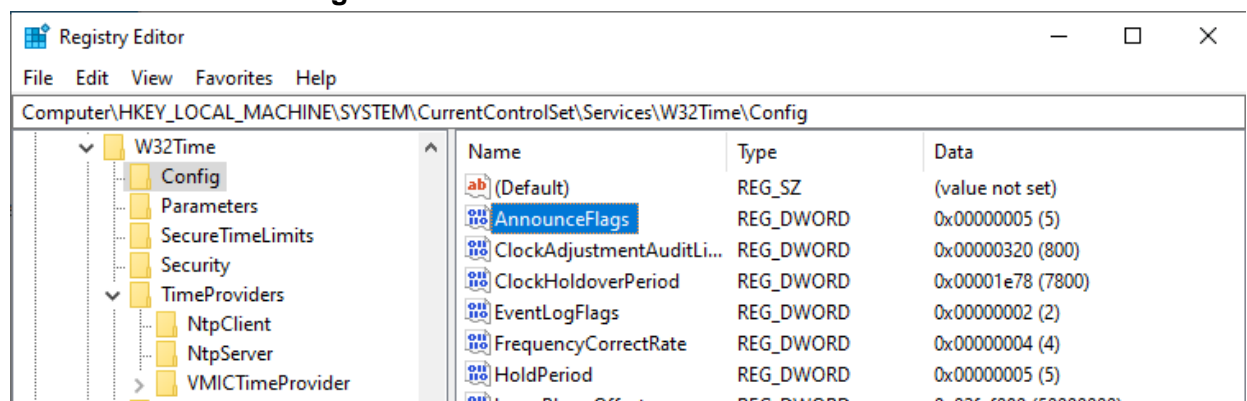 Registry Editor
File Edit View Favorites Help
Computer\HKEY_LOCAL_MACHINE\SYSTEM\CurrentControlSet\Services\W32Time\Config
W32Time
Config
Parameters
SecureTimeLimits
Security
TimeProviders
NtpClient
NtpServer
VMICTimeProvider
Name Type Data
(Default) REG_SZ (value not set)
AnnounceFlags REG_DWORD 0x00000005 (5)
ClockAdjustmentAuditLi... REG_DWORD 0x00000320 (800)
ClockHoldoverPeriod REG_DWORD 0x00001e78 (7800)
EventLogFlags REG_DWORD 0x00000002 (2)
FrequencyCorrectRate REG_DWORD 0x00000004 (4)
HoldPeriod REG_DWORD 0x00000005 (5)